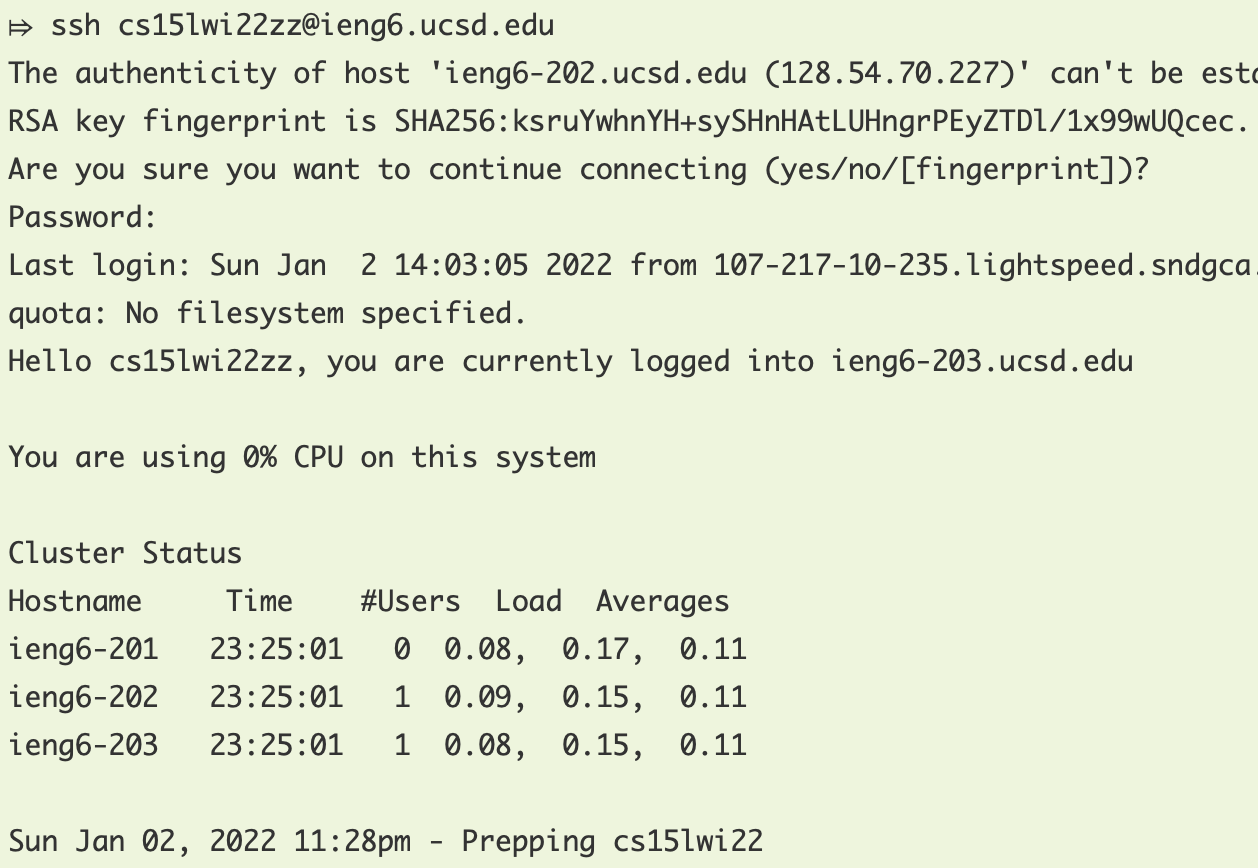 ⤇ ssh cs15lwi22zz@ieng6.ucsd.edu
The authenticity of host 'ieng6-202.ucsd.edu (128.54.70.227)' can't be
RSA key fingerprint is SHA256:ksruYwhnYH+sySHnHAtLUHngrPEyZTDl/1x99wUQcec.
Are you sure you want to continue connecting (yes/no/[fingerprint])?
Password:
Last login: Sun Jan  2 14:03:05 2022 from 107-217-10-235.lightspeed.sndgca.
quota: No filesystem specified.
Hello cs15lwi22zz, you are currently logged into ieng6-203.ucsd.edu
You are using 0% CPU on this system
Cluster Status
Hostname     Time    #Users  Load  Averages
ieng6-201   23:25:01   0  0.08,  0.17,  0.11
ieng6-202   23:25:01   1  0.09,  0.15,  0.11
ieng6-203   23:25:01   1  0.08,  0.15,  0.11
Sun Jan 02, 2022 11:28pm - Prepping cs15lwi22